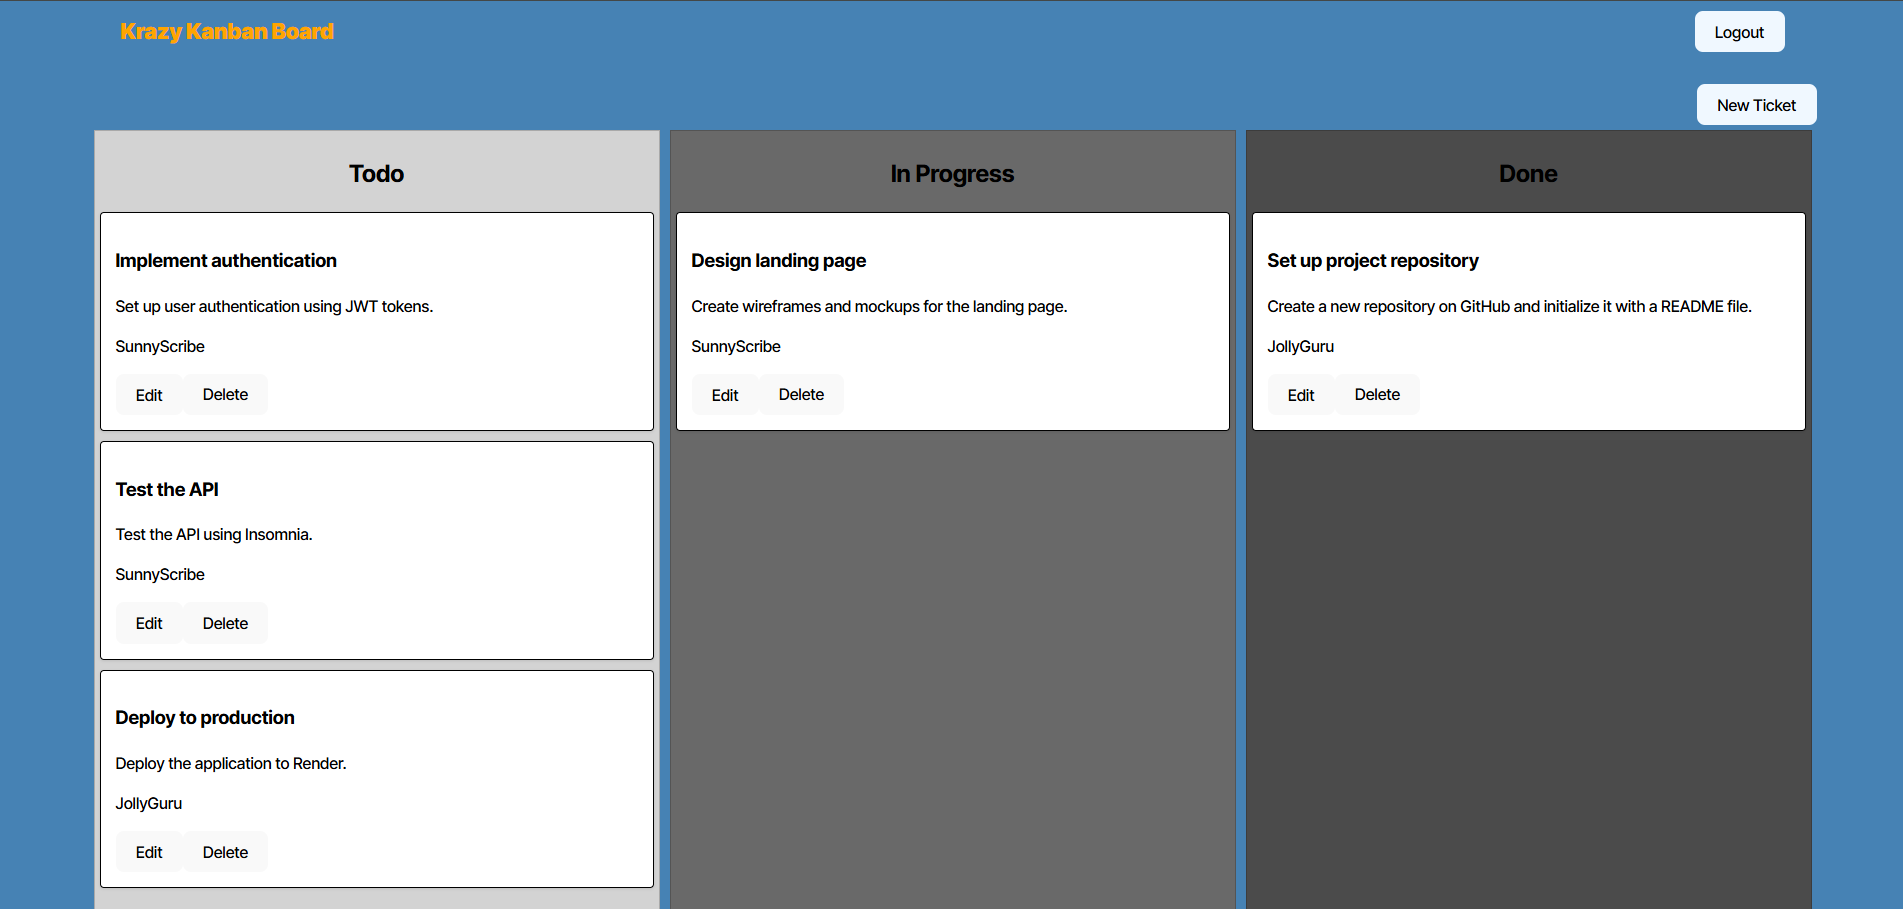 Krazy Kanban Board
Logout
New Ticket
Todo
Implement authentication
Set up user authentication using JWT tokens.
SunnyScribe
Edit Delete
Test the API
Test the API using Insomnia.
SunnyScribe
Edit Delete
Deploy to production
Deploy the application to Render.
JollyGuru
Edit Delete
In Progress
Design landing page
Create wireframes and mockups for the landing page.
SunnyScribe
Edit Delete
Done
Set up project repository
Create a new repository on GitHub and initialize it with a README file.
JollyGuru
Edit Delete